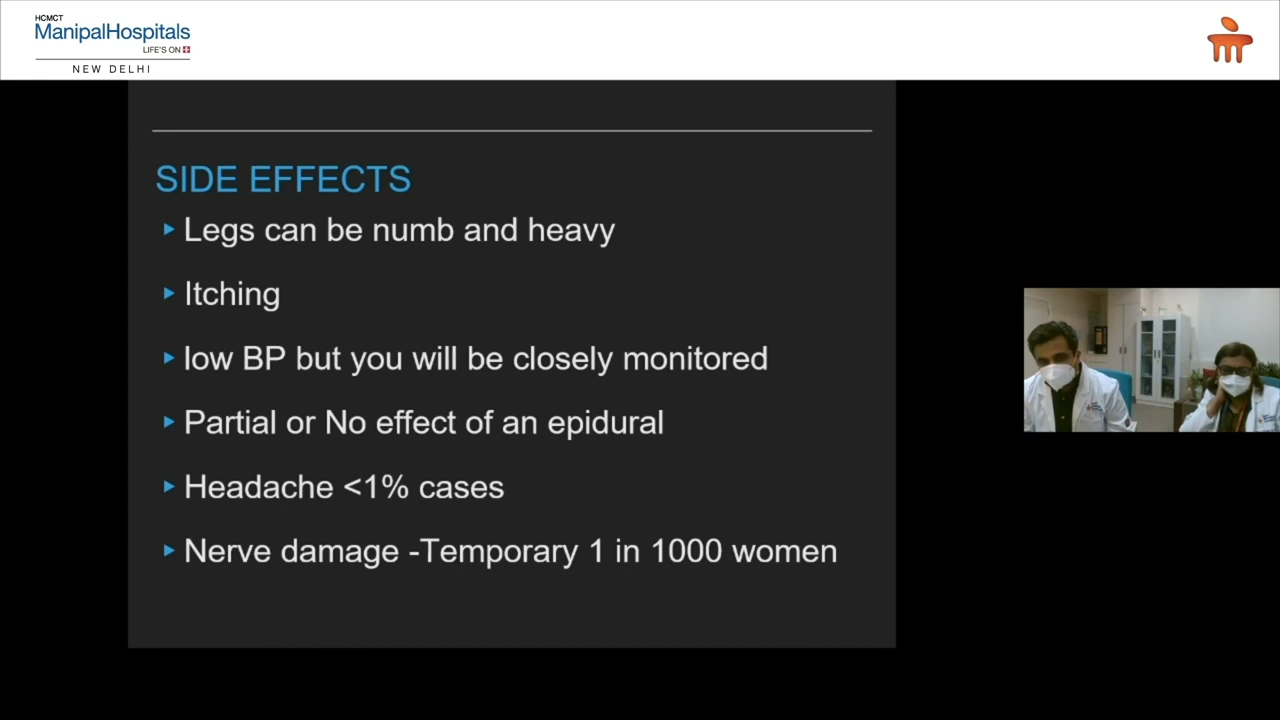 HCMCT
ManipalHospitals
LIFE'S ON
NEW DELHI
SIDE EFFECTS
Legs can be numb and heavy
Itching
low BP but you will be closely monitored
Partial or No effect of an epidural
Headache <1% cases
Nerve damage -Temporary 1 in 1000 women